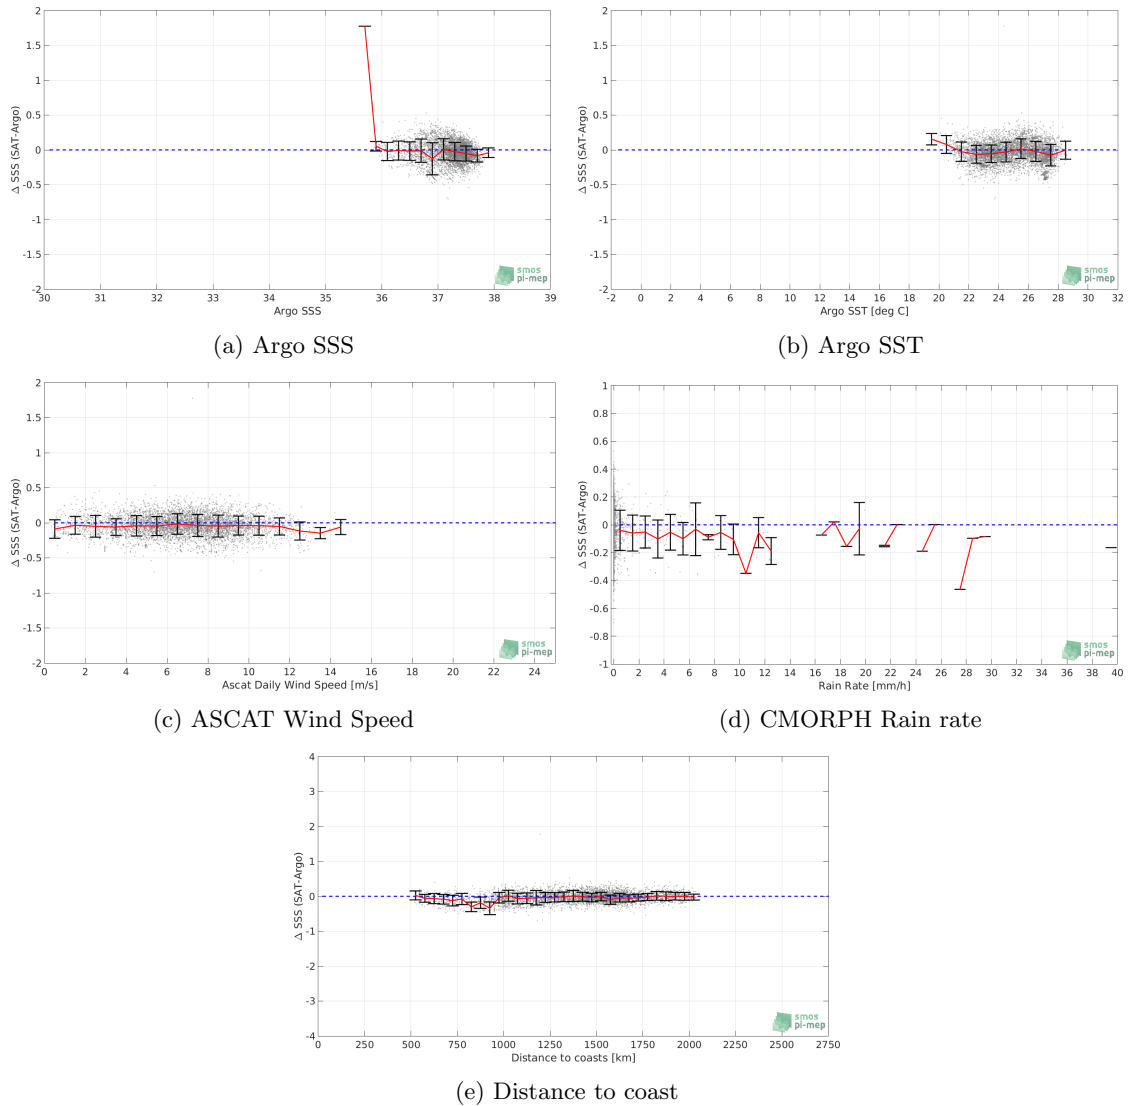 2
1.5
1
0.5
0
-0.5
-1
-1.5
-2
Δ SSS (SAT-Argo)
30 31 32 33 34 35 36 37 38 39
Argo SSS
smos
pi-mep
(a) Argo SSS
2
1.5
1
0.5
0
-0.5
-1
-1.5
-2
Δ SSS (SAT-Argo)
-2 0 2 4 6 8 10 12 14 16 18 20 22 24 26 28 30 32
Argo SST [deg C]
smos
pi-mep
(b) Argo SST
2
1.5
1
0.5
0
-0.5
-1
-1.5
-2
Δ SSS (SAT-Argo)
0 2 4 6 8 10 12 14 16 18 20 22 24
Ascat Daily Wind Speed [m/s]
smos
pi-mep
(c) ASCAT Wind Speed
1
0.8
0.6
0.4
0.2
0
-0.2
-0.4
-0.6
-0.8
-1
Δ SSS (SAT-Argo)
0 2 4 6 8 10 12 14 16 18 20 22 24 26 28 30 32 34 36 38 40
Rain Rate [mm/h]
smos
pi-mep
(d) CMORPH Rain rate
4
3
2
1
0
-1
-2
-3
-4
Δ SSS (SAT-Argo)
0 250 500 750 1000 1250 1500 1750 2000 2250 2500 2750
Distance to coasts [km]
smos
pi-mep
(e) Distance to coast